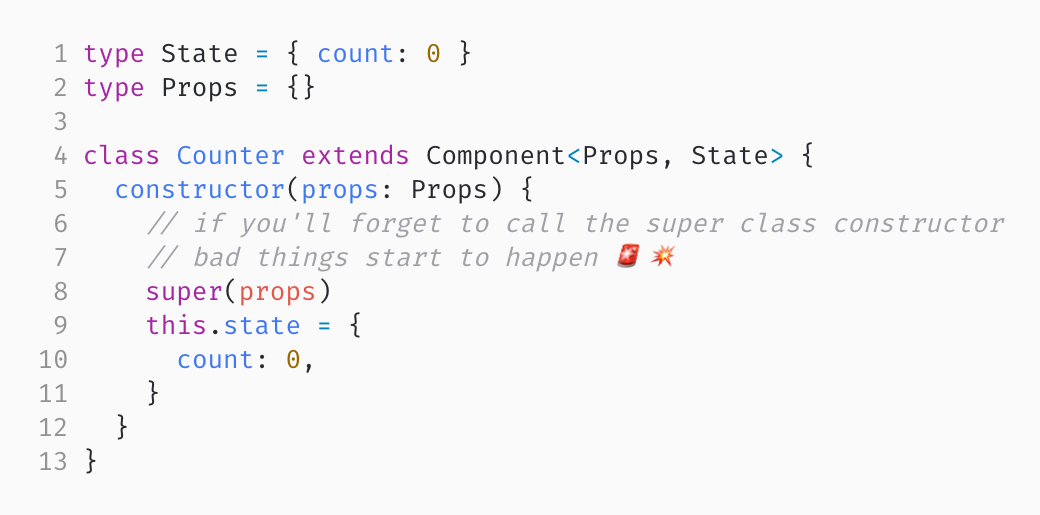 1 type State = { count: 0 }
2 type Props = {}
3
4 class Counter extends Component<Props, State> {
5   constructor(props: Props) {
6     // if you'll forget to call the super class constructor
7     // bad things start to happen 🚨 💥
8     super(props)
9     this.state = {
10       count: 0,
11     }
12   }
13 }